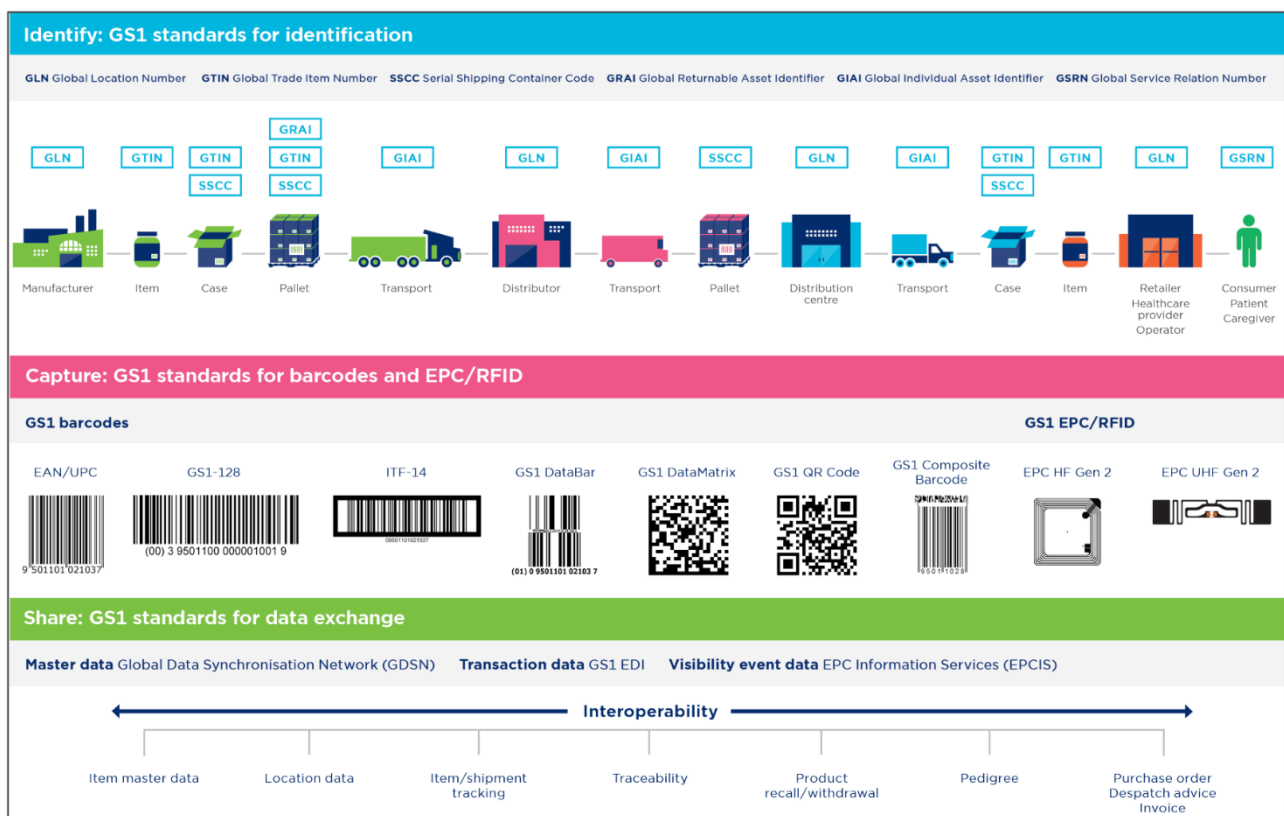 Identify: GS1 standards for identification
GLN Global Location Number GTIN Global Trade Item Number SSCC Serial Shipping Container Code GRAI Global Returnable Asset Identifier GIAI Global Individual Asset Identifier GSRN Global Service Relation Number
GRAI
GLN GTIN GTIN GTIN GIAI GLN GIAI SSCC GLN GIAI GTIN GTIN GLN GSRN
SSCC SSCC SSCC
Manufacturer Item Case Pallet Transport Distributor Transport Pallet Distribution Transport Case Item Retailer Consumer
centre Healthcare Patient
provider Caregiver
Operator
Capture: GS1 standards for barcodes and EPC/RFID
GS1 barcodes GS1 EPC/RFID
EAN/UPC GS1-128 ITF-14 GS1 DataBar GS1 DataMatrix GS1 QR Code GS1 Composite EPC HF Gen 2 EPC UHF Gen 2
Barcode
9 501101 021037
(00) 3 9501100 000001001 9
(01) 0 9501101 02103 7
9501 1028
Share: GS1 standards for data exchange
Master data Global Data Synchronisation Network (GDSN) Transaction data GS1 EDI Visibility event data EPC Information Services (EPCIS)
Interoperability
Item master data Location data Item/shipment Traceability Product Pedigree Purchase order
tracking recall/withdrawal Despatch advice
Invoice